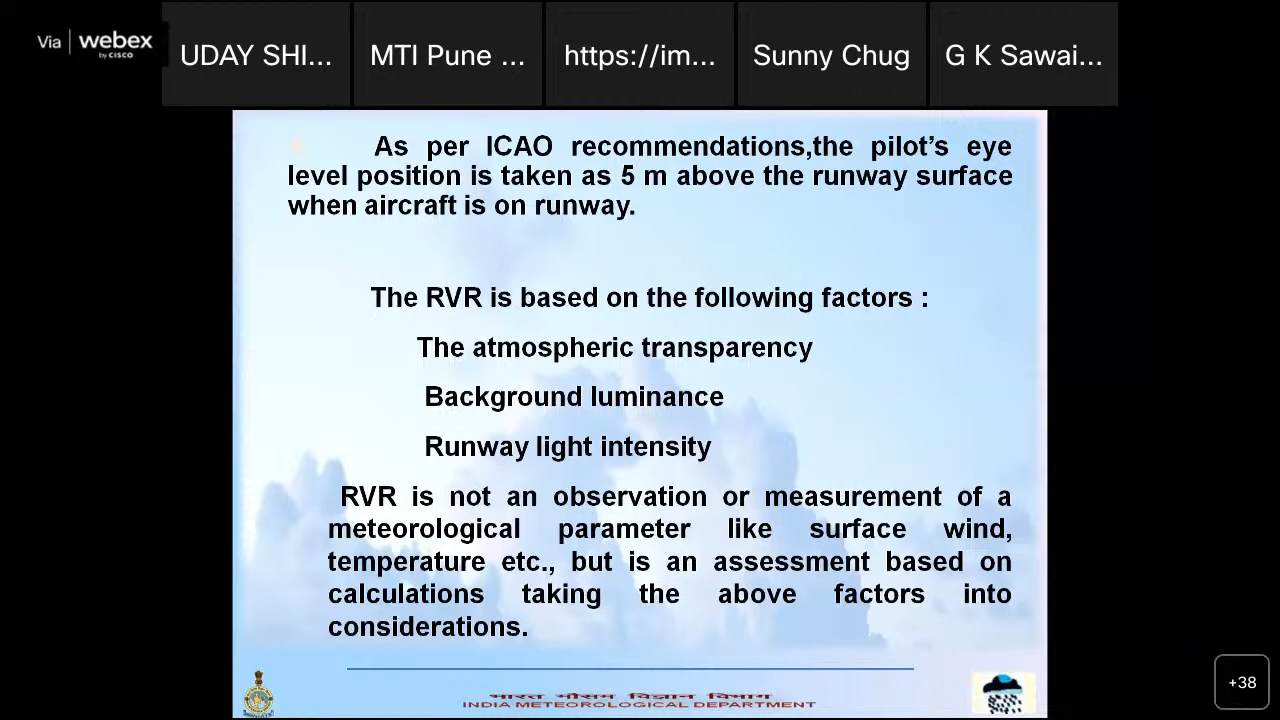 Via webex
by CISCO
UDAY SHI...
MTI Pune ...
https://im...
Sunny Chug
G K Sawai...
As per ICAO recommendations,the pilot’s eye
level position is taken as 5 m above the runway surface
when aircraft is on runway.
The RVR is based on the following factors :
The atmospheric transparency
Background luminance
Runway light intensity
RVR is not an observation or measurement of a
meteorological parameter like surface wind,
temperature etc., but is an assessment based on
calculations taking the above factors into
considerations.
भारत मौसम विज्ञान विभाग
INDIA METEOROLOGICAL DEPARTMENT
+38